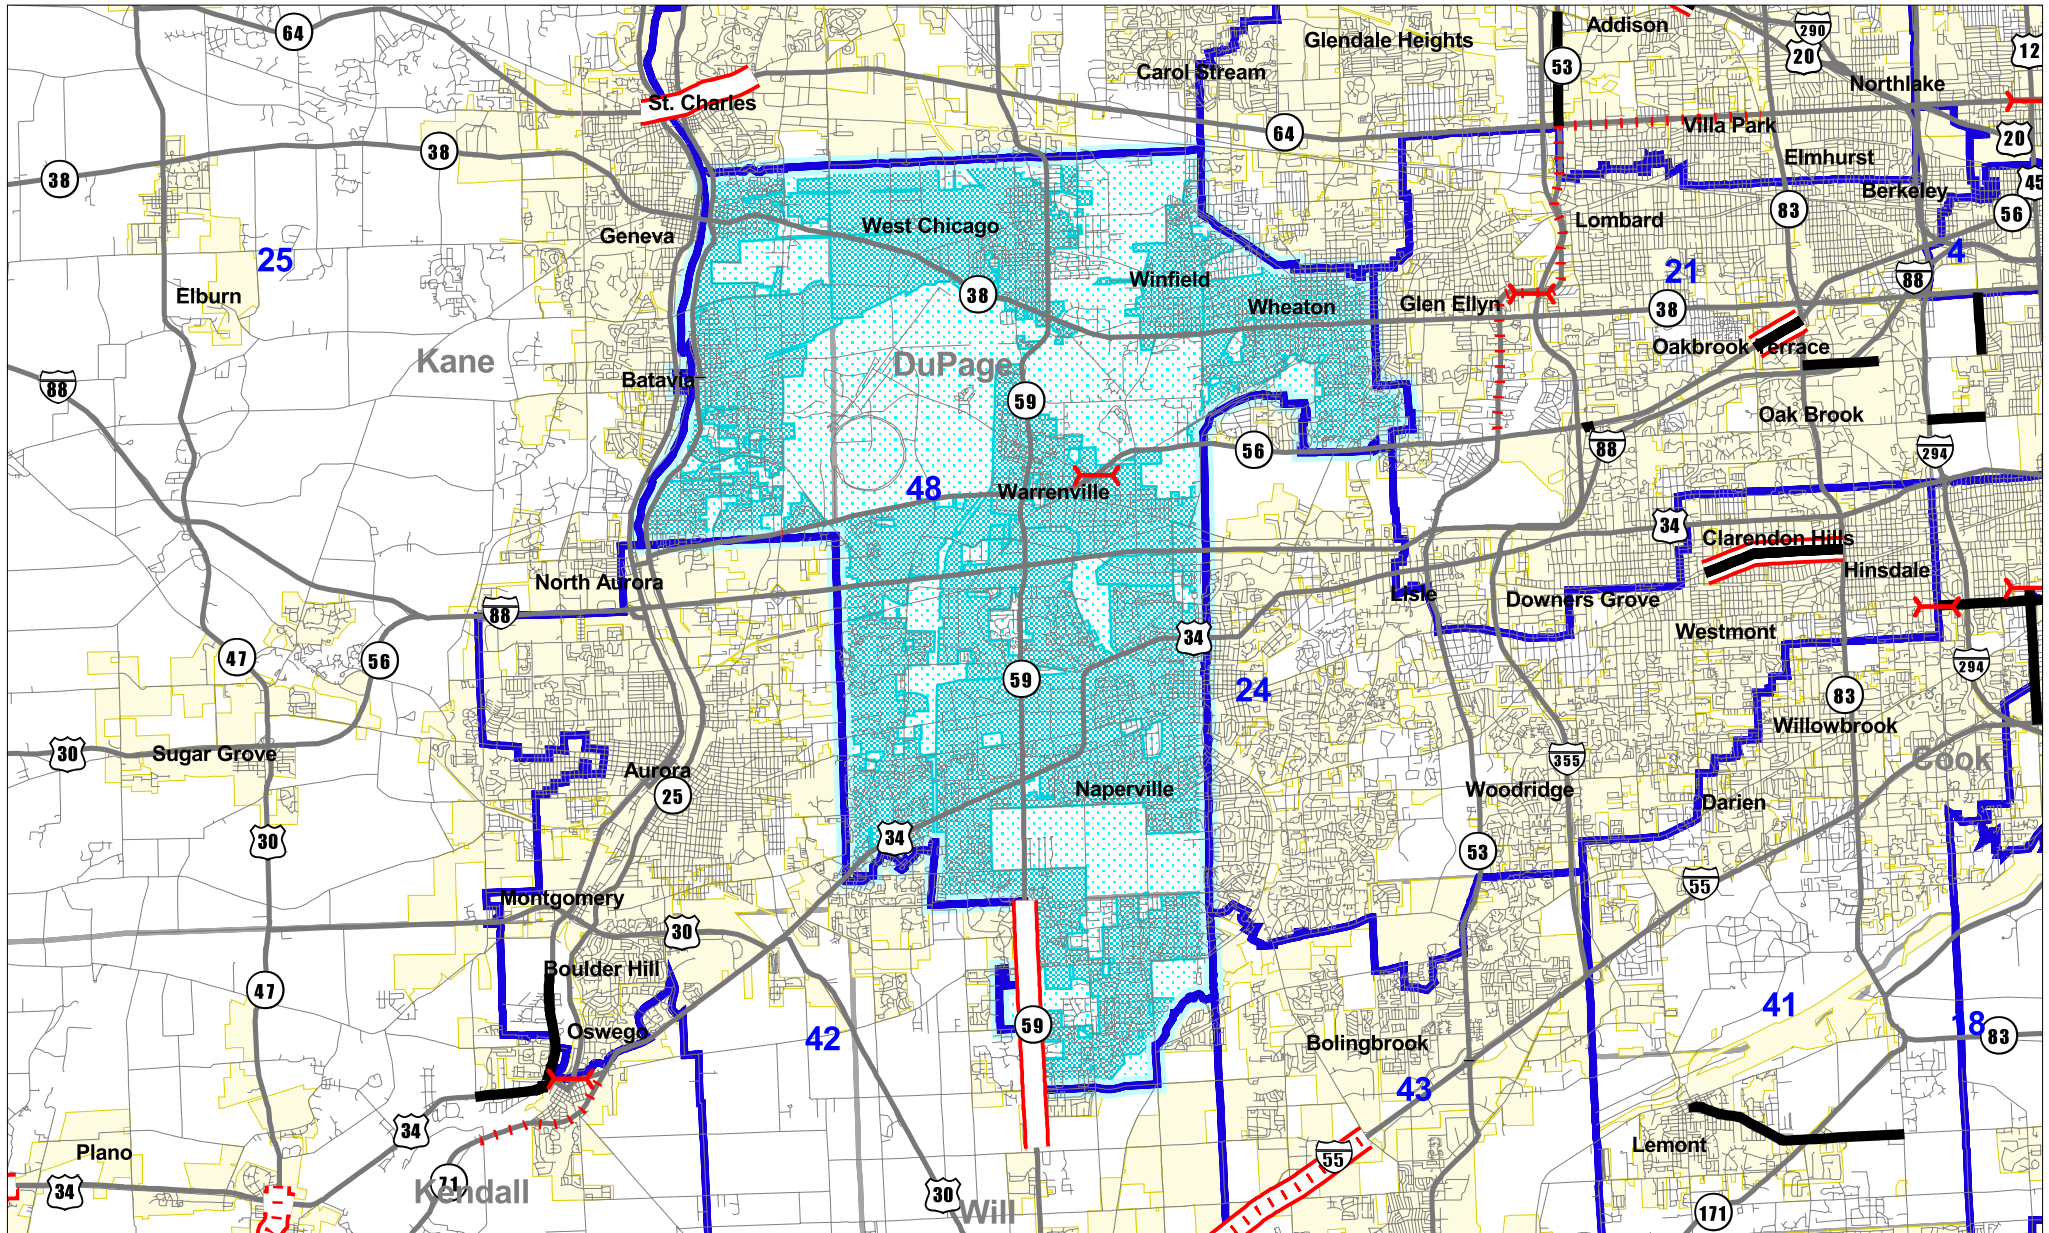 64
Addison
290
20
12
Glendale Heights
53
Carol Stream
Northlake
St. Charles
64
Villa Park
20
38
38
Elmhurst
45
Berkeley
83
56
Lombard
West Chicago
Geneva
4
25
21
Winfield
88
Elburn
38
Wheaton
Glen Ellyn
38
Kane
DuPage
Oakbrook Terrace
Batavia
88
59
Oak Brook
56
88
294
48
Warrenville
34
Clarendon Hills
North Aurora
Hinsdale
Lisle
Downers Grove
88
34
Westmont
47
56
294
59
24
83
Willowbrook
30
Sugar Grove
355
Cook
Aurora
25
Naperville
Woodridge
Darien
30
34
53
55
Montgomery
30
Boulder Hill
47
41
Oswego
59
18
83
42
Bolingbrook
43
34
Plano
55
Lemont
34
71
Kendall
30
Will
171